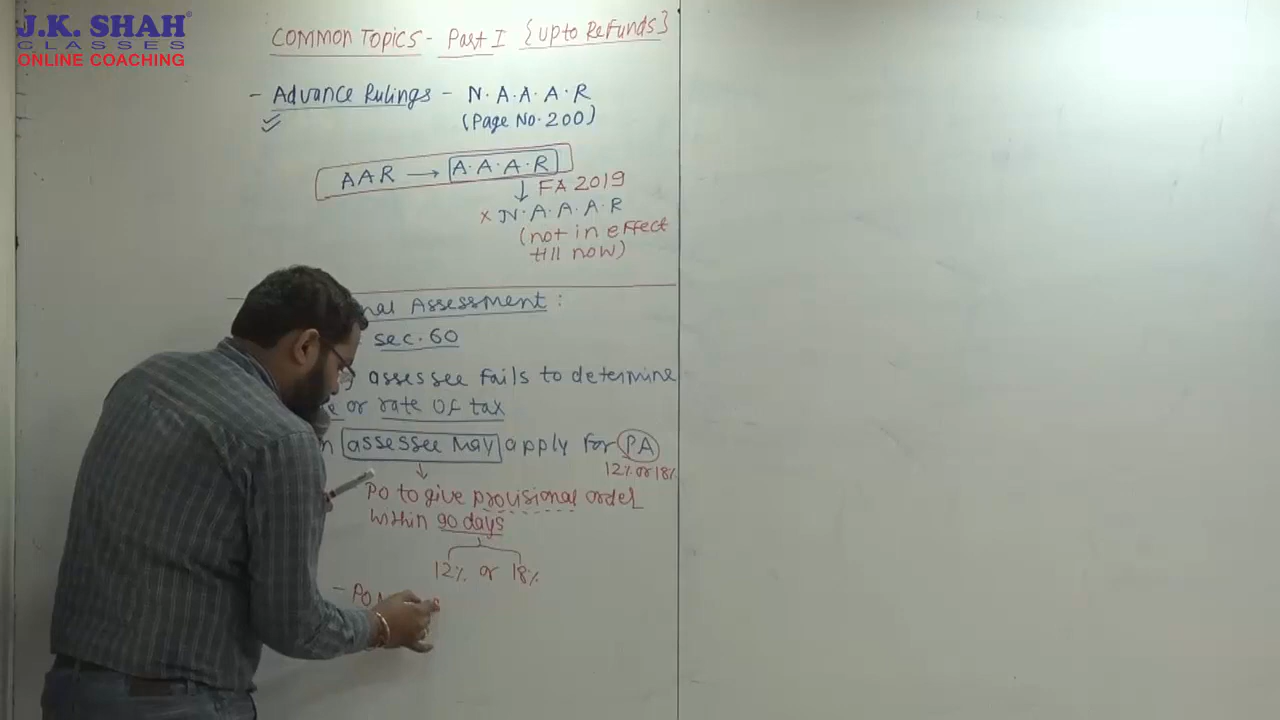 J.K. SHAH®
CLASSES
ONLINE COACHING
COMMON TOPICS - Part I {upto Refunds}
- Advance Rulings - N.A.A.A.R
(Page No. 200)
AAR → A.A.A.R
↓ FA 2019
x N.A.A.A.R
(not in effect
till now)
nal Assessment:
sec. 60
assessee fails to determine
or rate of tax
assessee may apply for PA
12% or 18%
↓
PO to give provisional order
within 90 days
12% or 18%
- PO